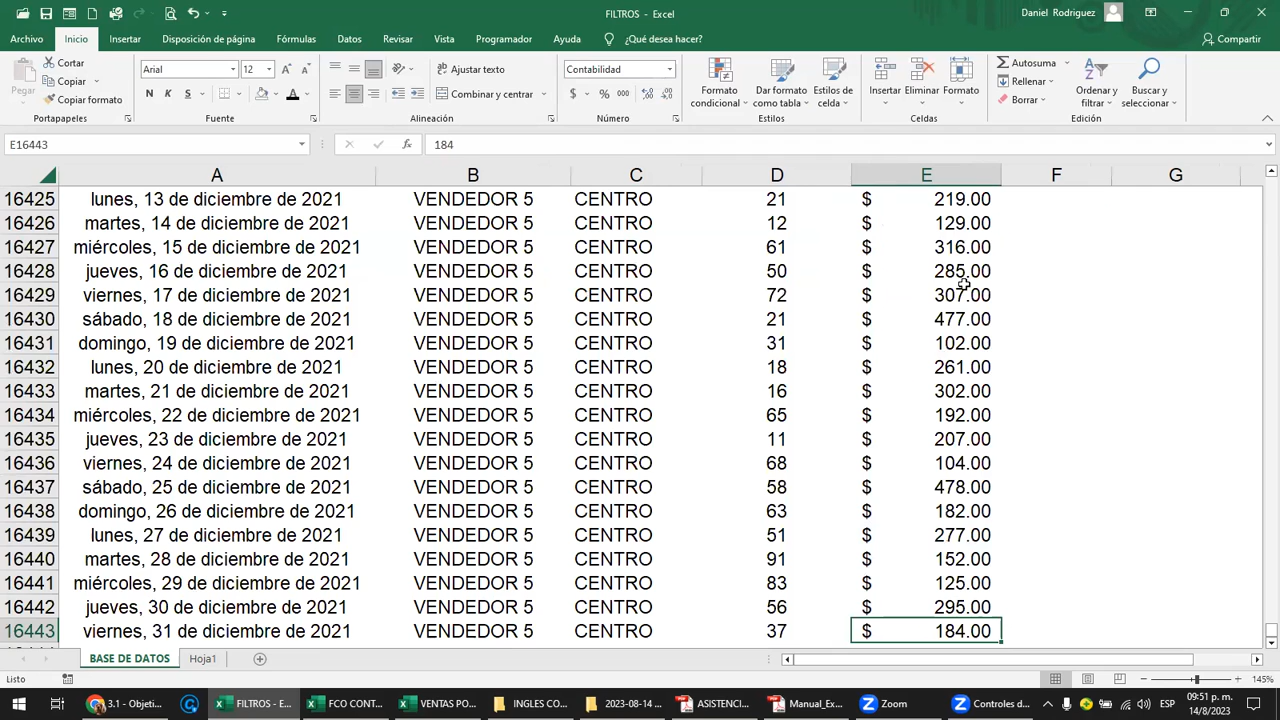 FILTROS - Excel
Daniel Rodriguez
Archivo Inicio Insertar Disposición de página Fórmulas Datos Revisar Vista Programador Ayuda ¿Qué desea hacer? Compartir
Pegar
Cortar
Copiar
Copiar formato
Portapapeles
Arial 12
N K S
A
Fuente
Ajustar texto
Combinar y centrar
Alineación
Contabilidad
$ % 000
Número
Formato condicional
Dar formato como tabla
Estilos de celda
Estilos
Insertar Eliminar Formato
Celdas
Autosuma
Rellenar
Borrar
Ordenar y filtrar
Buscar y seleccionar
Edición
E16443 fx 184
A B C D E F G
16425 lunes, 13 de diciembre de 2021 VENDEDOR 5 CENTRO 21 $ 219.00
16426 martes, 14 de diciembre de 2021 VENDEDOR 5 CENTRO 12 $ 129.00
16427 miércoles, 15 de diciembre de 2021 VENDEDOR 5 CENTRO 61 $ 316.00
16428 jueves, 16 de diciembre de 2021 VENDEDOR 5 CENTRO 50 $ 285.00
16429 viernes, 17 de diciembre de 2021 VENDEDOR 5 CENTRO 72 $ 307.00
16430 sábado, 18 de diciembre de 2021 VENDEDOR 5 CENTRO 21 $ 477.00
16431 domingo, 19 de diciembre de 2021 VENDEDOR 5 CENTRO 31 $ 102.00
16432 lunes, 20 de diciembre de 2021 VENDEDOR 5 CENTRO 18 $ 261.00
16433 martes, 21 de diciembre de 2021 VENDEDOR 5 CENTRO 16 $ 302.00
16434 miércoles, 22 de diciembre de 2021 VENDEDOR 5 CENTRO 65 $ 192.00
16435 jueves, 23 de diciembre de 2021 VENDEDOR 5 CENTRO 11 $ 207.00
16436 viernes, 24 de diciembre de 2021 VENDEDOR 5 CENTRO 68 $ 104.00
16437 sábado, 25 de diciembre de 2021 VENDEDOR 5 CENTRO 58 $ 478.00
16438 domingo, 26 de diciembre de 2021 VENDEDOR 5 CENTRO 63 $ 182.00
16439 lunes, 27 de diciembre de 2021 VENDEDOR 5 CENTRO 51 $ 277.00
16440 martes, 28 de diciembre de 2021 VENDEDOR 5 CENTRO 91 $ 152.00
16441 miércoles, 29 de diciembre de 2021 VENDEDOR 5 CENTRO 83 $ 125.00
16442 jueves, 30 de diciembre de 2021 VENDEDOR 5 CENTRO 56 $ 295.00
16443 viernes, 31 de diciembre de 2021 VENDEDOR 5 CENTRO 37 $ 184.00
BASE DE DATOS Hoja1
Listo 145%
3.1 - Objeti... FILTROS - E... FCO CONT... VENTAS PO... INGLES CO... 2023-08-14 ... ASISTENCI... Manual_Ex... Zoom Controles d... ESP 09:51 p. m.
14/8/2023